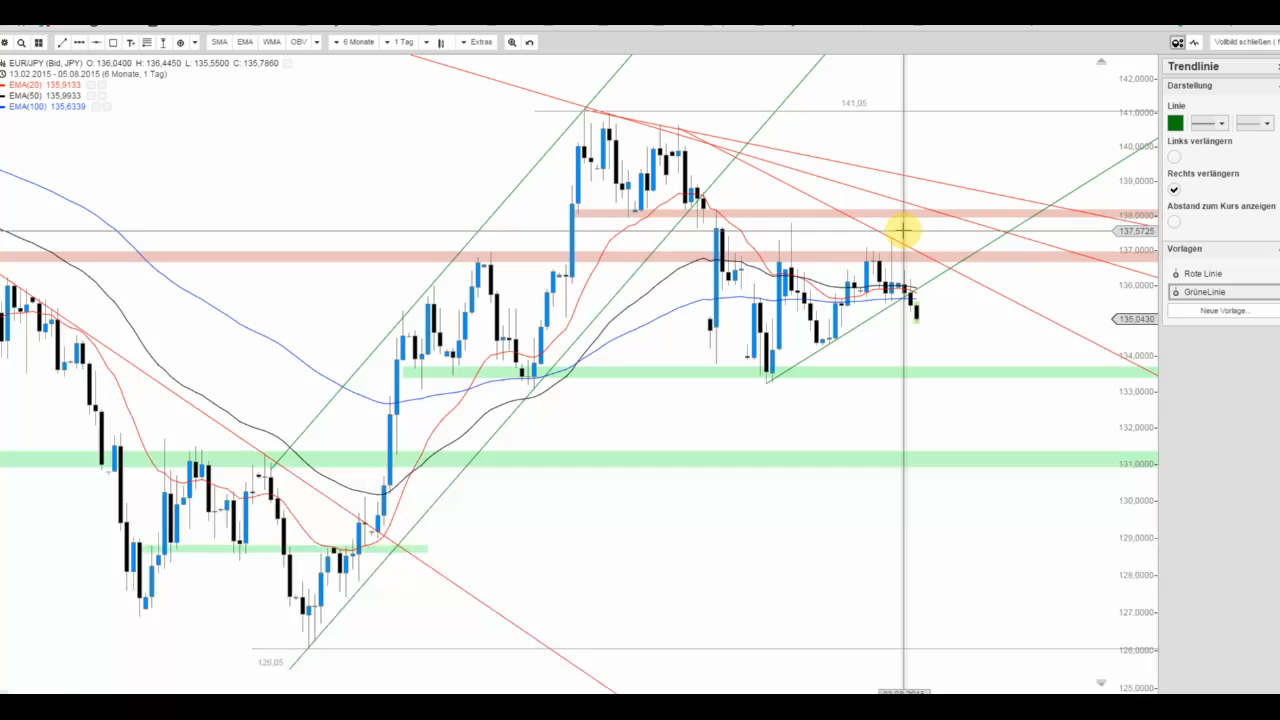 SMA EMA WMA OBV 6 Monate 1 Tag Extras Vollbild schließen (
EUR/JPY (Bid, JPY) O: 136,0400 H: 136,4450 L: 135,5500 C: 135,7860
13.02.2015 - 05.08.2015 (6 Monate, 1 Tag)
EMA(20) 135,9133
EMA(50) 135,9933
EMA(100) 135,6339
141,05
126,05
142,0000
141,0000
140,0000
139,0000
138,0000
137,5725
137,0000
136,0000
135,0430
134,0000
133,0000
132,0000
131,0000
130,0000
129,0000
128,0000
127,0000
126,0000
125,0000
Trendlinie
Darstellung
Linie
Links verlängern
Rechts verlängern
Abstand zum Kurs anzeigen
Vorlagen
Rote Linie
GrüneLinie
Neue Vorlage...